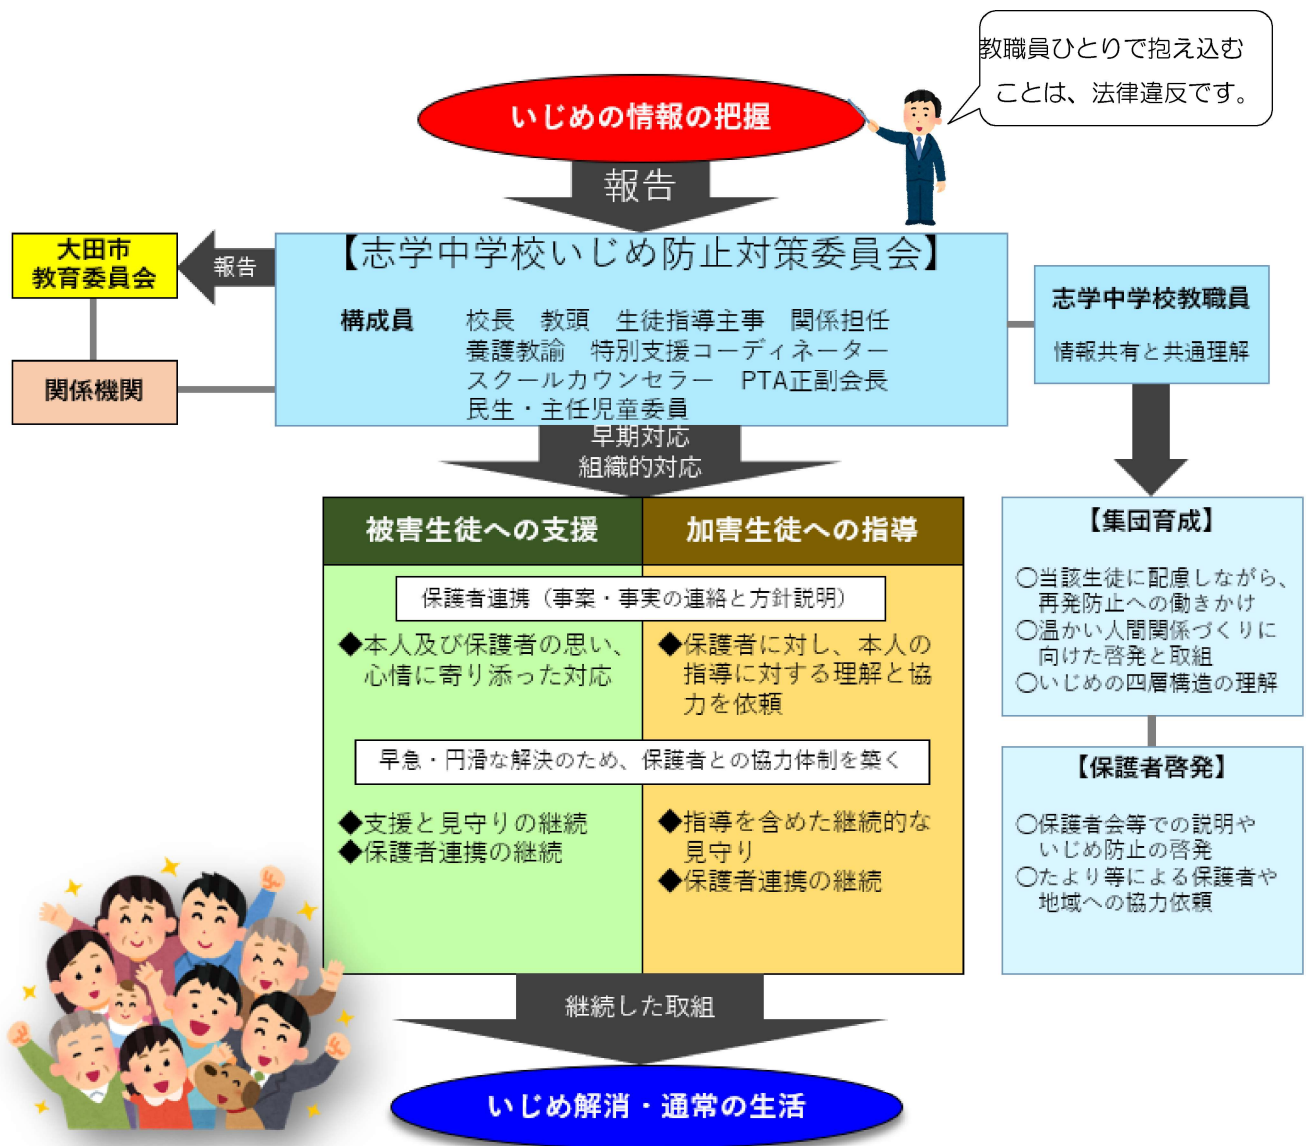 教職員ひとりで抱え込む
ことは、法律違反です。
いじめの情報の把握
報告
大田市
教育委員会
報告
関係機関
【志学中学校いじめ防止対策委員会】
構成員　校長　教頭　生徒指導主事　関係担任
養護教諭　特別支援コーディネーター
スクールカウンセラー　PTA正副会長
民生・主任児童委員
志学中学校教職員
情報共有と共通理解
早期対応
組織的対応
被害生徒への支援
加害生徒への指導
保護者連携（事案・事実の連絡と方針説明）
◆本人及び保護者の思い、
心情に寄り添った対応
◆保護者に対し、本人の
指導に対する理解と協
力を依頼
早急・円滑な解決のため、保護者との協力体制を築く
◆支援と見守りの継続
◆保護者連携の継続
◆指導を含めた継続的な
見守り
◆保護者連携の継続
【集団育成】
○当該生徒に配慮しながら、
再発防止への働きかけ
○温かい人間関係づくりに
向けた啓発と取組
○いじめの四層構造の理解
【保護者啓発】
○保護者会等での説明や
いじめ防止の啓発
○たより等による保護者や
地域への協力依頼
継続した取組
いじめ解消・通常の生活